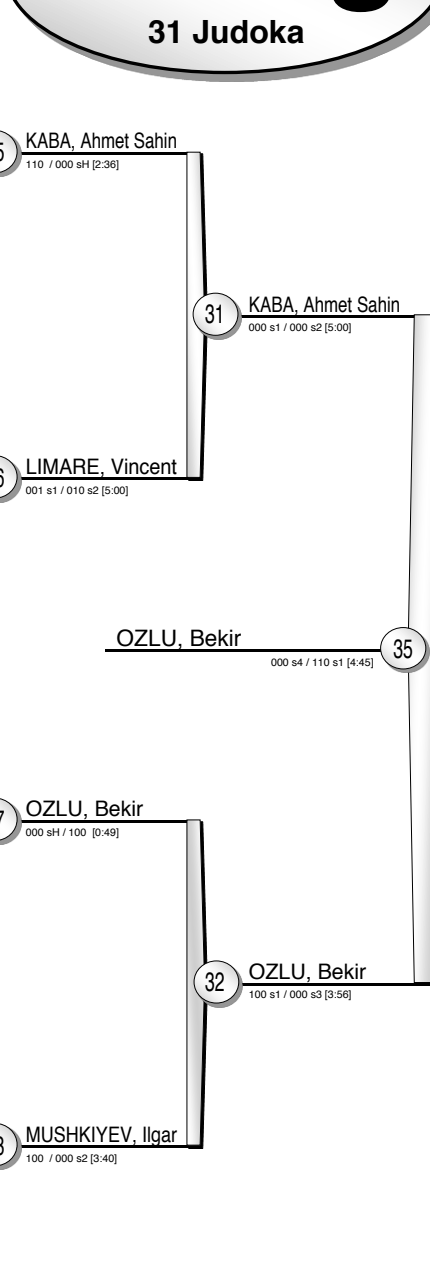 31 Judoka
KABA, Ahmet Sahin
110 / 000 sH [2:36]
31
KABA, Ahmet Sahin
000 s1 / 000 s2 [5:00]
LIMARE, Vincent
001 s1 / 010 s2 [5:00]
OZLU, Bekir
35
000 s4 / 110 s1 [4:45]
OZLU, Bekir
000 sH / 100 [0:49]
32
OZLU, Bekir
100 s1 / 000 s3 [3:56]
MUSHKIYEV, Ilgar
100 / 000 s2 [3:40]